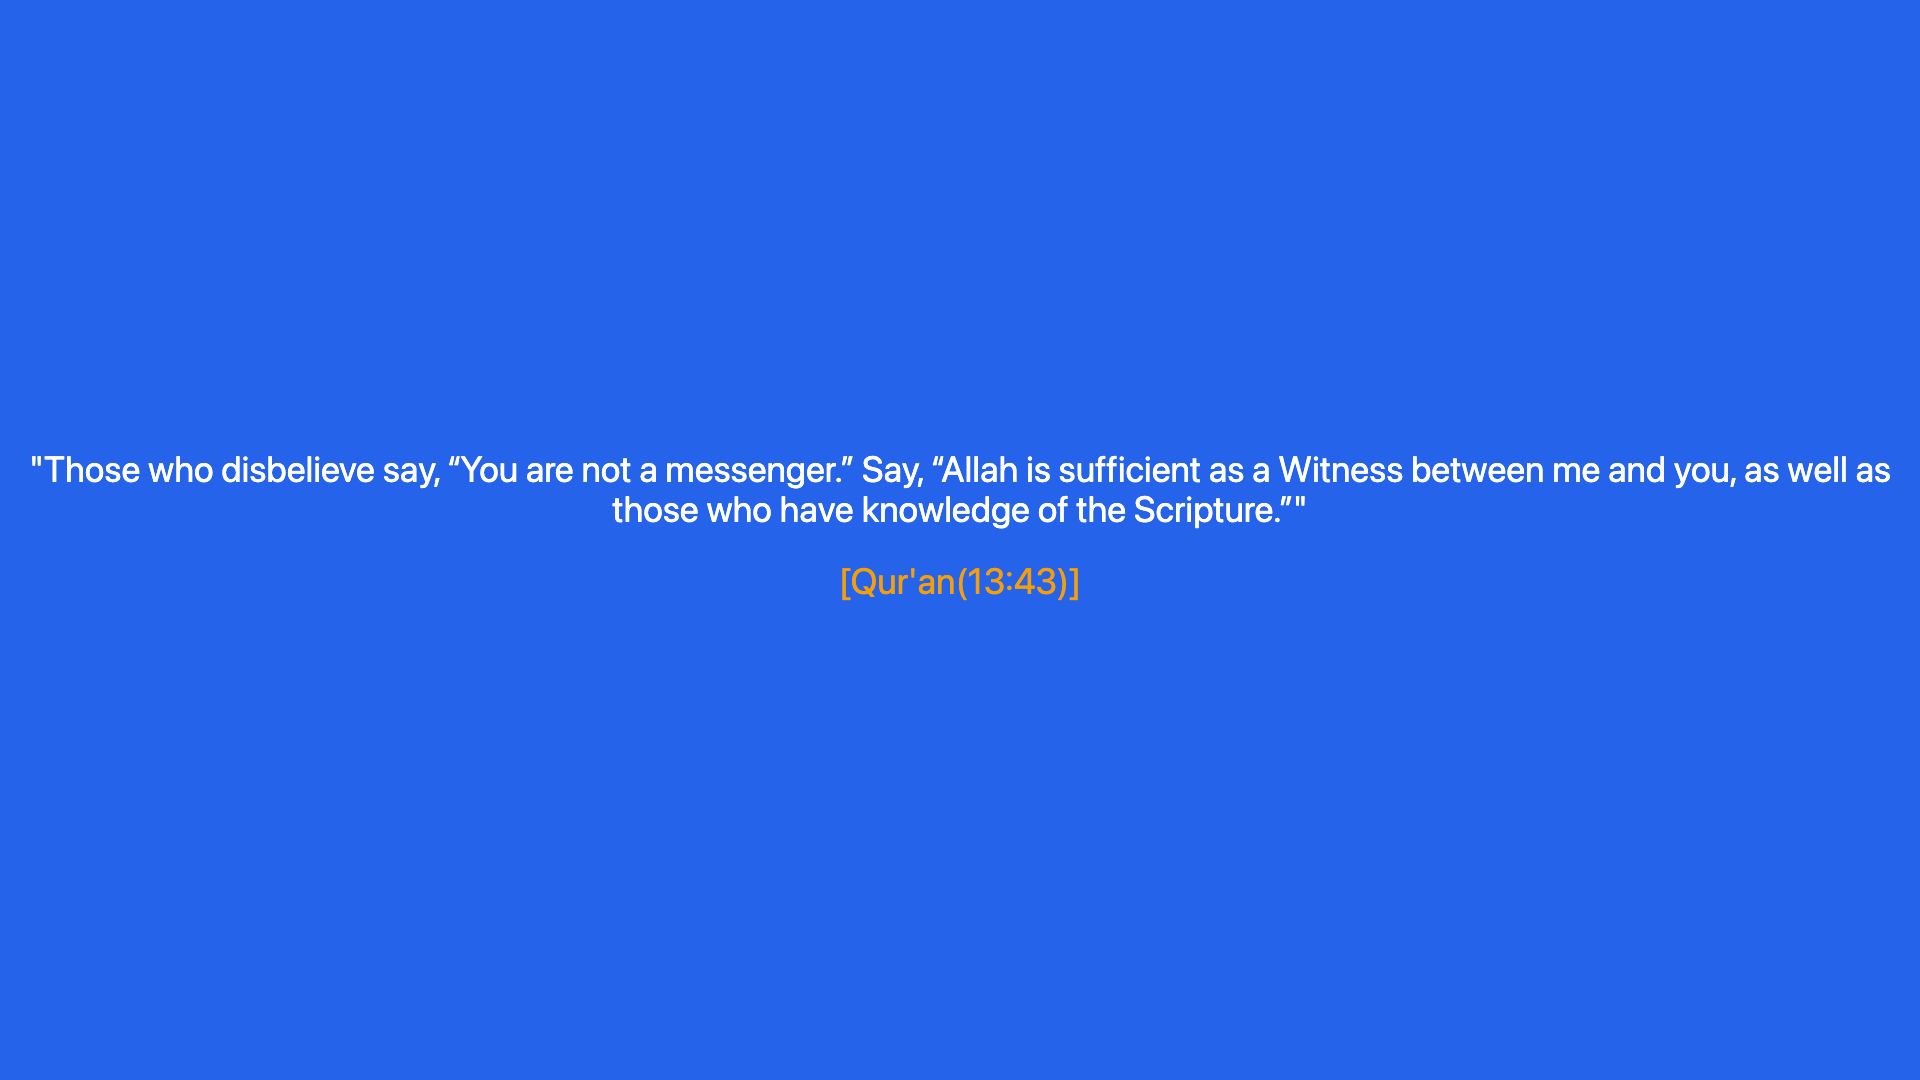 "Those who disbelieve say, “You are not a messenger.” Say, “Allah is sufficient as a Witness between me and you, as well as
those who have knowledge of the Scripture.”"
[Qur'an(13:43)]